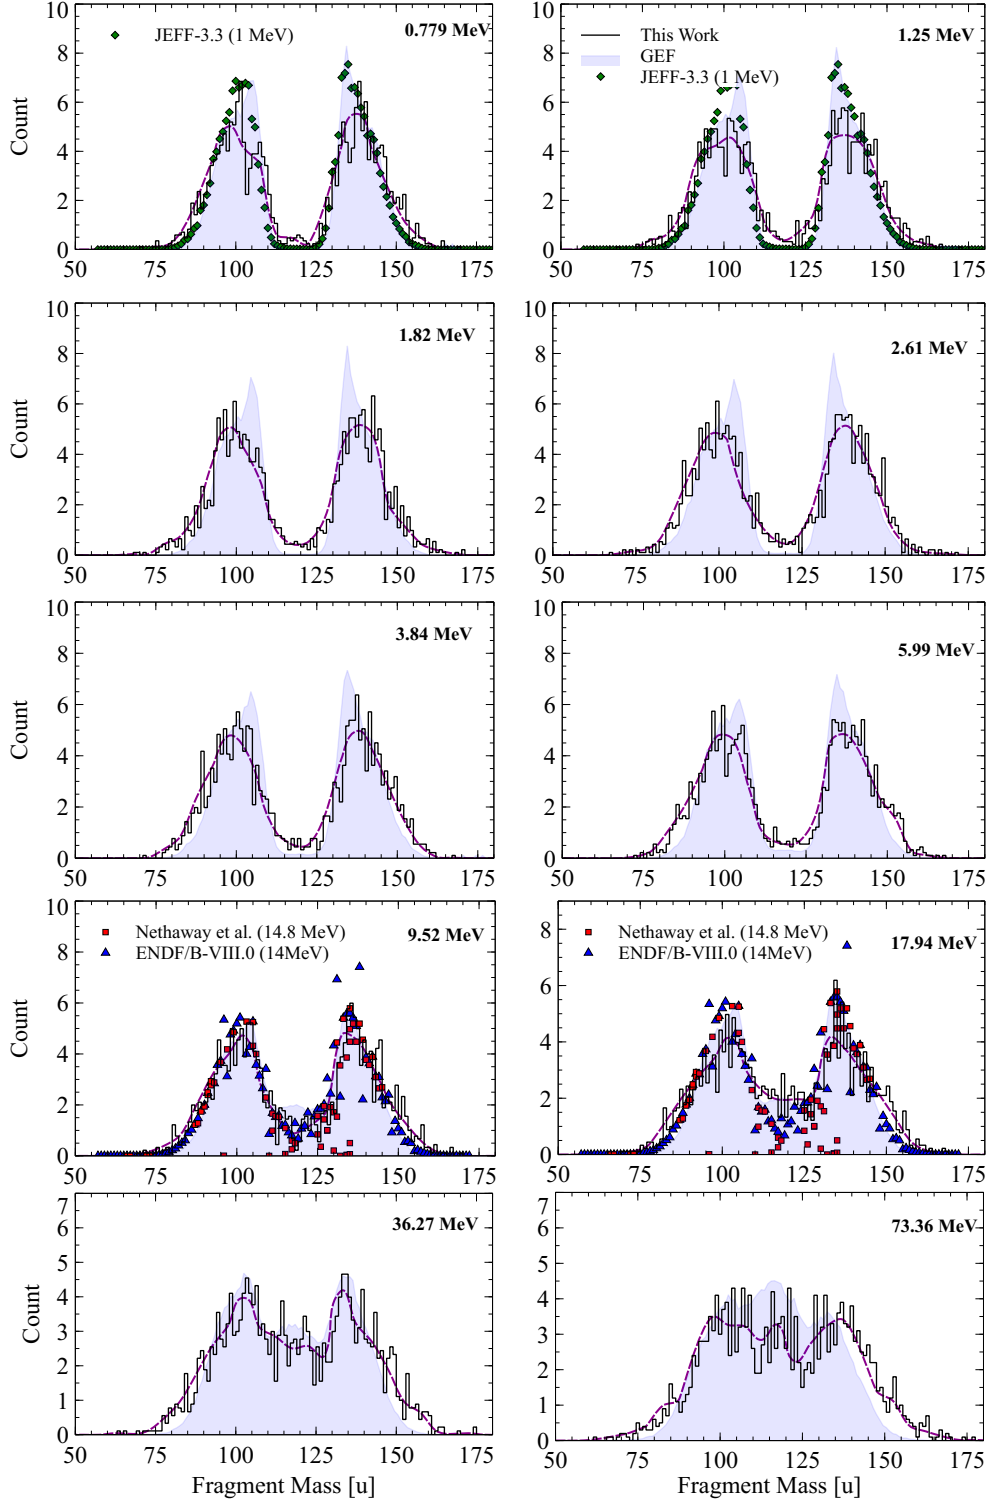 JEFF-3.3 (1 MeV)
0.779 MeV
Count
10
8
6
4
2
0
50 75 100 125 150 175
This Work
GEF
JEFF-3.3 (1 MeV)
1.25 MeV
10
8
6
4
2
0
50 75 100 125 150 175
1.82 MeV
Count
10
8
6
4
2
0
50 75 100 125 150 175
2.61 MeV
10
8
6
4
2
0
50 75 100 125 150 175
3.84 MeV
Count
10
8
6
4
2
0
50 75 100 125 150 175
5.99 MeV
10
8
6
4
2
0
50 75 100 125 150 175
Nethaway et al. (14.8 MeV)
ENDF/B-VIII.0 (14MeV)
9.52 MeV
Count
10
8
6
4
2
0
50 75 100 125 150 175
Nethaway et al. (14.8 MeV)
ENDF/B-VIII.0 (14MeV)
17.94 MeV
8
6
4
2
0
50 75 100 125 150 175
36.27 MeV
Count
7
6
5
4
3
2
1
0
50 75 100 125 150 175
Fragment Mass [u]
73.36 MeV
7
6
5
4
3
2
1
0
50 75 100 125 150 175
Fragment Mass [u]